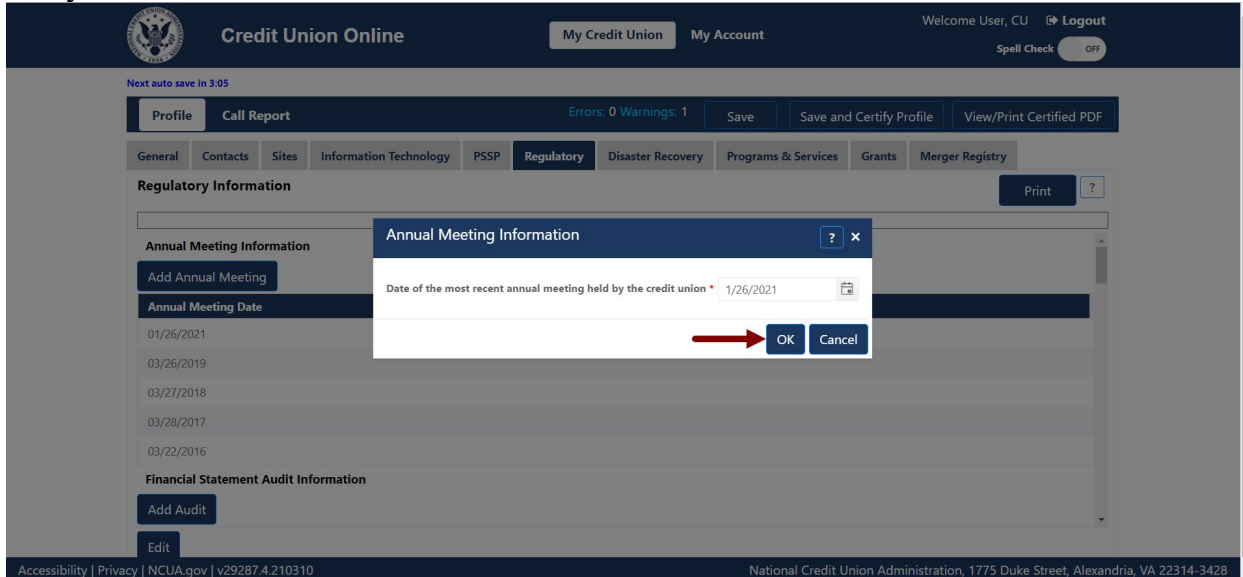 Credit Union Online
My Credit Union
My Account
Welcome User, CU
Logout
Spell Check
OFF
Next auto save in 3:05
Profile
Call Report
Errors: 0 Warnings: 1
Save
Save and Certify Profile
View/Print Certified PDF
General
Contacts
Sites
Information Technology
PSSP
Regulatory
Disaster Recovery
Programs & Services
Grants
Merger Registry
Regulatory Information
Print
?
Annual Meeting Information
Add Annual Meeting
Annual Meeting Date
01/26/2021
03/26/2019
03/27/2018
03/28/2017
03/22/2016
Annual Meeting Information
?
×
Date of the most recent annual meeting held by the credit union * 1/26/2021
OK
Cancel
Financial Statement Audit Information
Add Audit
Edit
Accessibility | Privacy | NCUA.gov | v29287.4.210310
National Credit Union Administration, 1775 Duke Street, Alexandria, VA 22314-3428